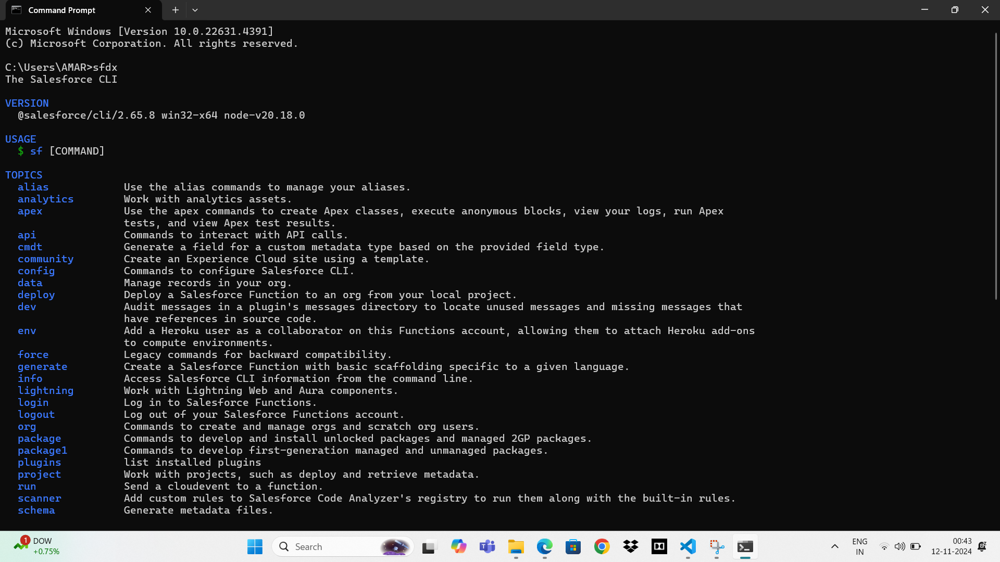 Command Prompt
Microsoft Windows [Version 10.0.22631.4391]
(c) Microsoft Corporation. All rights reserved.
C:\Users\AMAR>sfdx
The Salesforce CLI
VERSION
@salesforce/cli/2.65.8 win32-x64 node-v20.18.0
USAGE
$ sf [COMMAND]
TOPICS
alias Use the alias commands to manage your aliases.
analytics Work with analytics assets.
apex Use the apex commands to create Apex classes, execute anonymous blocks, view your logs, run Apex
tests, and view Apex test results.
api Commands to interact with API calls.
cmdt Generate a field for a custom metadata type based on the provided field type.
community Create an Experience Cloud site using a template.
config Commands to configure Salesforce CLI.
data Manage records in your org.
deploy Deploy a Salesforce Function to an org from your local project.
dev Audit messages in a plugin's messages directory to locate unused messages and missing messages that
have references in source code.
env Add a Heroku user as a collaborator on this Functions account, allowing them to attach Heroku add-ons
to compute environments.
force Legacy commands for backward compatibility.
generate Create a Salesforce Function with basic scaffolding specific to a given language.
info Access Salesforce CLI information from the command line.
lightning Work with Lightning Web and Aura components.
login Log in to Salesforce Functions.
logout Log out of your Salesforce Functions account.
org Commands to create and manage orgs and scratch org users.
package Commands to develop and install unlocked packages and managed 2GP packages.
package1 Commands to develop first-generation managed and unmanaged packages.
plugins list installed plugins
project Work with projects, such as deploy and retrieve metadata.
run Send a cloudevent to a function.
scanner Add custom rules to Salesforce Code Analyzer's registry to run them along with the built-in rules.
schema Generate metadata files.
1
DOW
+0.75%
Search
ENG
IN
00:43
12-11-2024